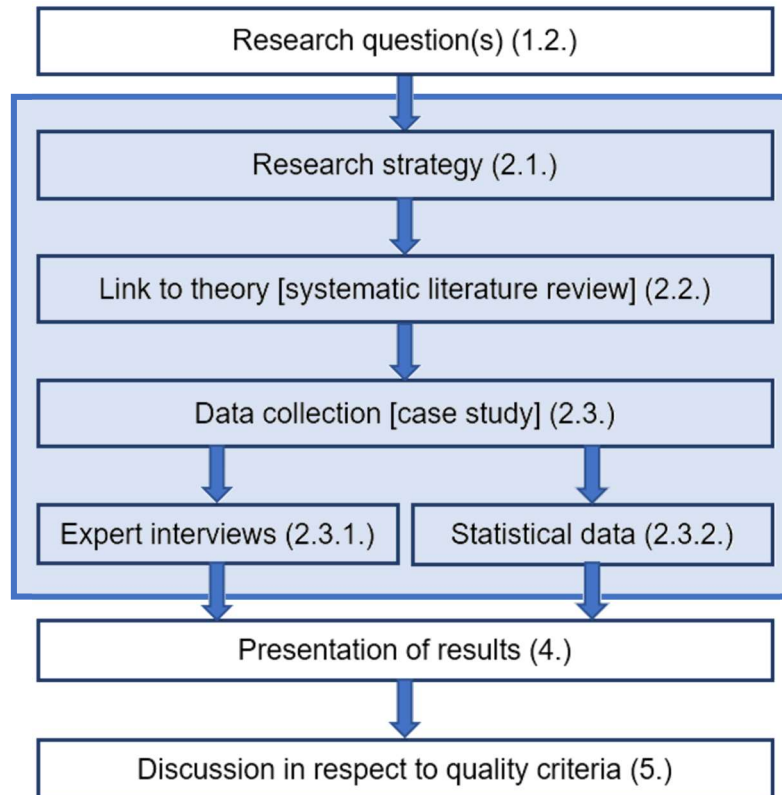 Research question(s) (1.2.)
Research strategy (2.1.)
Link to theory [systematic literature review] (2.2.)
Data collection [case study] (2.3.)
Expert interviews (2.3.1.)
Statistical data (2.3.2.)
Presentation of results (4.)
Discussion in respect to quality criteria (5.)